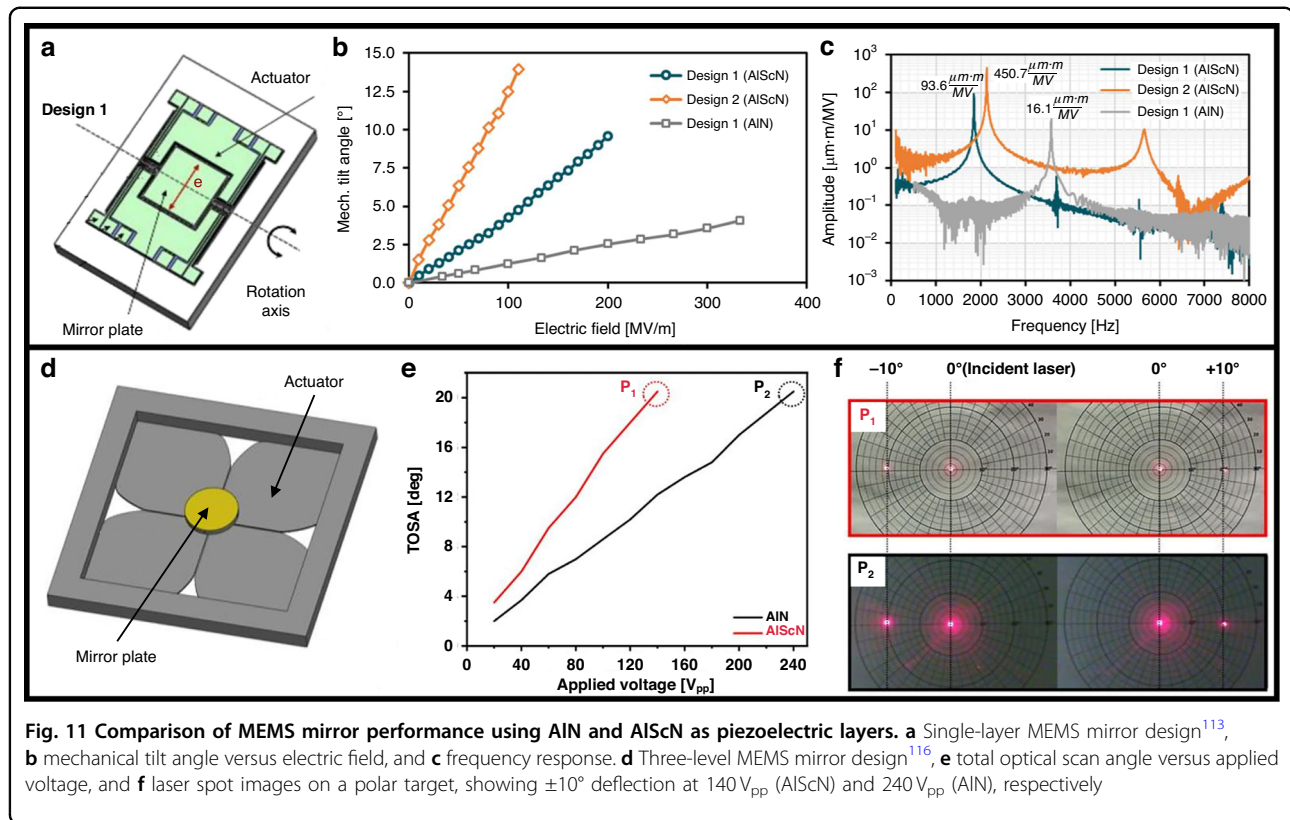 a
Design 1
Actuator
e
Mirror plate
Rotation
axis
b
Mech. tilt angle [°]
15.0
12.5
10.0
7.5
5.0
2.5
0.0
Design 1 (AlScN)
Design 2 (AlScN)
Design 1 (AlN)
0
100
200
300
400
Electric field [MV/m]
c
Amplitude [μm·m/MV]
10³
10²
10¹
10⁰
10⁻¹
10⁻²
10⁻³
93.6 μm·m/MV
450.7 μm·m/MV
16.1 μm·m/MV
Design 1 (AlScN)
Design 2 (AlScN)
Design 1 (AlN)
0 1000 2000 3000 4000 5000 6000 7000 8000
Frequency [Hz]
d
Actuator
Mirror plate
e
TOSA [deg]
20
16
12
8
4
0
P₁
P₂
AlN
AlScN
0 40 80 120 160 200 240
Applied voltage [Vpp]
f
−10° 0°(Incident laser) 0° +10°
P₁
P₂
Fig. 11 Comparison of MEMS mirror performance using AlN and AlScN as piezoelectric layers. a Single-layer MEMS mirror design¹¹³,
b mechanical tilt angle versus electric field, and c frequency response. d Three-level MEMS mirror design¹¹⁶, e total optical scan angle versus applied
voltage, and f laser spot images on a polar target, showing ±10° deflection at 140 Vpp (AlScN) and 240 Vpp (AlN), respectively